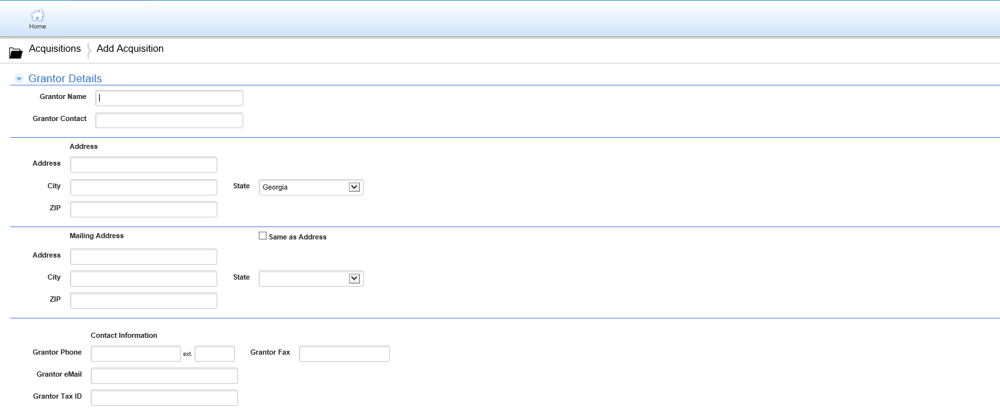 Home
Acquisitions Add Acquisition
Grantor Details
Grantor Name
Grantor Contact
Address
Address
City State Georgia
ZIP
Mailing Address Same as Address
Address
City State
ZIP
Contact Information
Grantor Phone ext. Grantor Fax
Grantor eMail
Grantor Tax ID